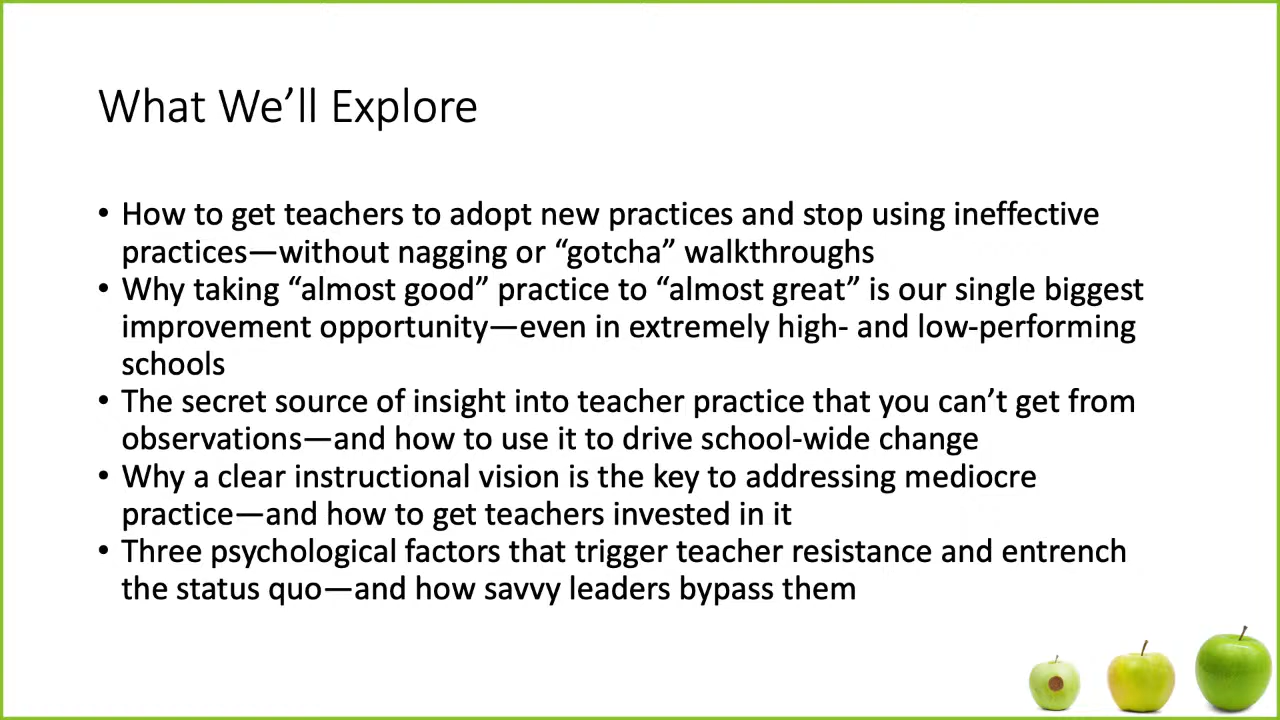 What We’ll Explore
• How to get teachers to adopt new practices and stop using ineffective
practices—without nagging or “gotcha” walkthroughs
• Why taking “almost good” practice to “almost great” is our single biggest
improvement opportunity—even in extremely high- and low-performing
schools
• The secret source of insight into teacher practice that you can’t get from
observations—and how to use it to drive school-wide change
• Why a clear instructional vision is the key to addressing mediocre
practice—and how to get teachers invested in it
• Three psychological factors that trigger teacher resistance and entrench
the status quo—and how savvy leaders bypass them